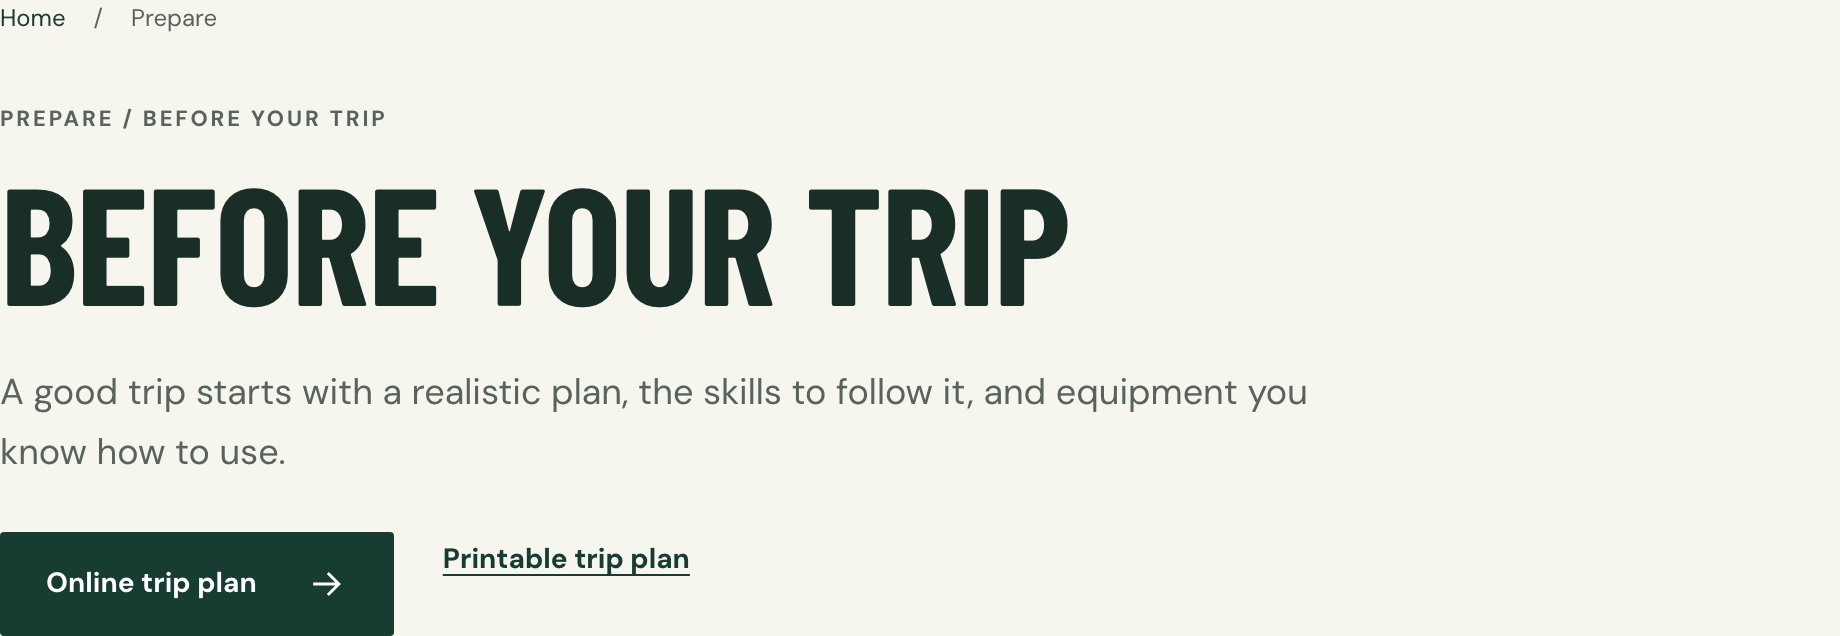 Home / Prepare
PREPARE / BEFORE YOUR TRIP
BEFORE YOUR TRIP
A good trip starts with a realistic plan, the skills to follow it, and equipment you
know how to use.
Online trip plan →
Printable trip plan